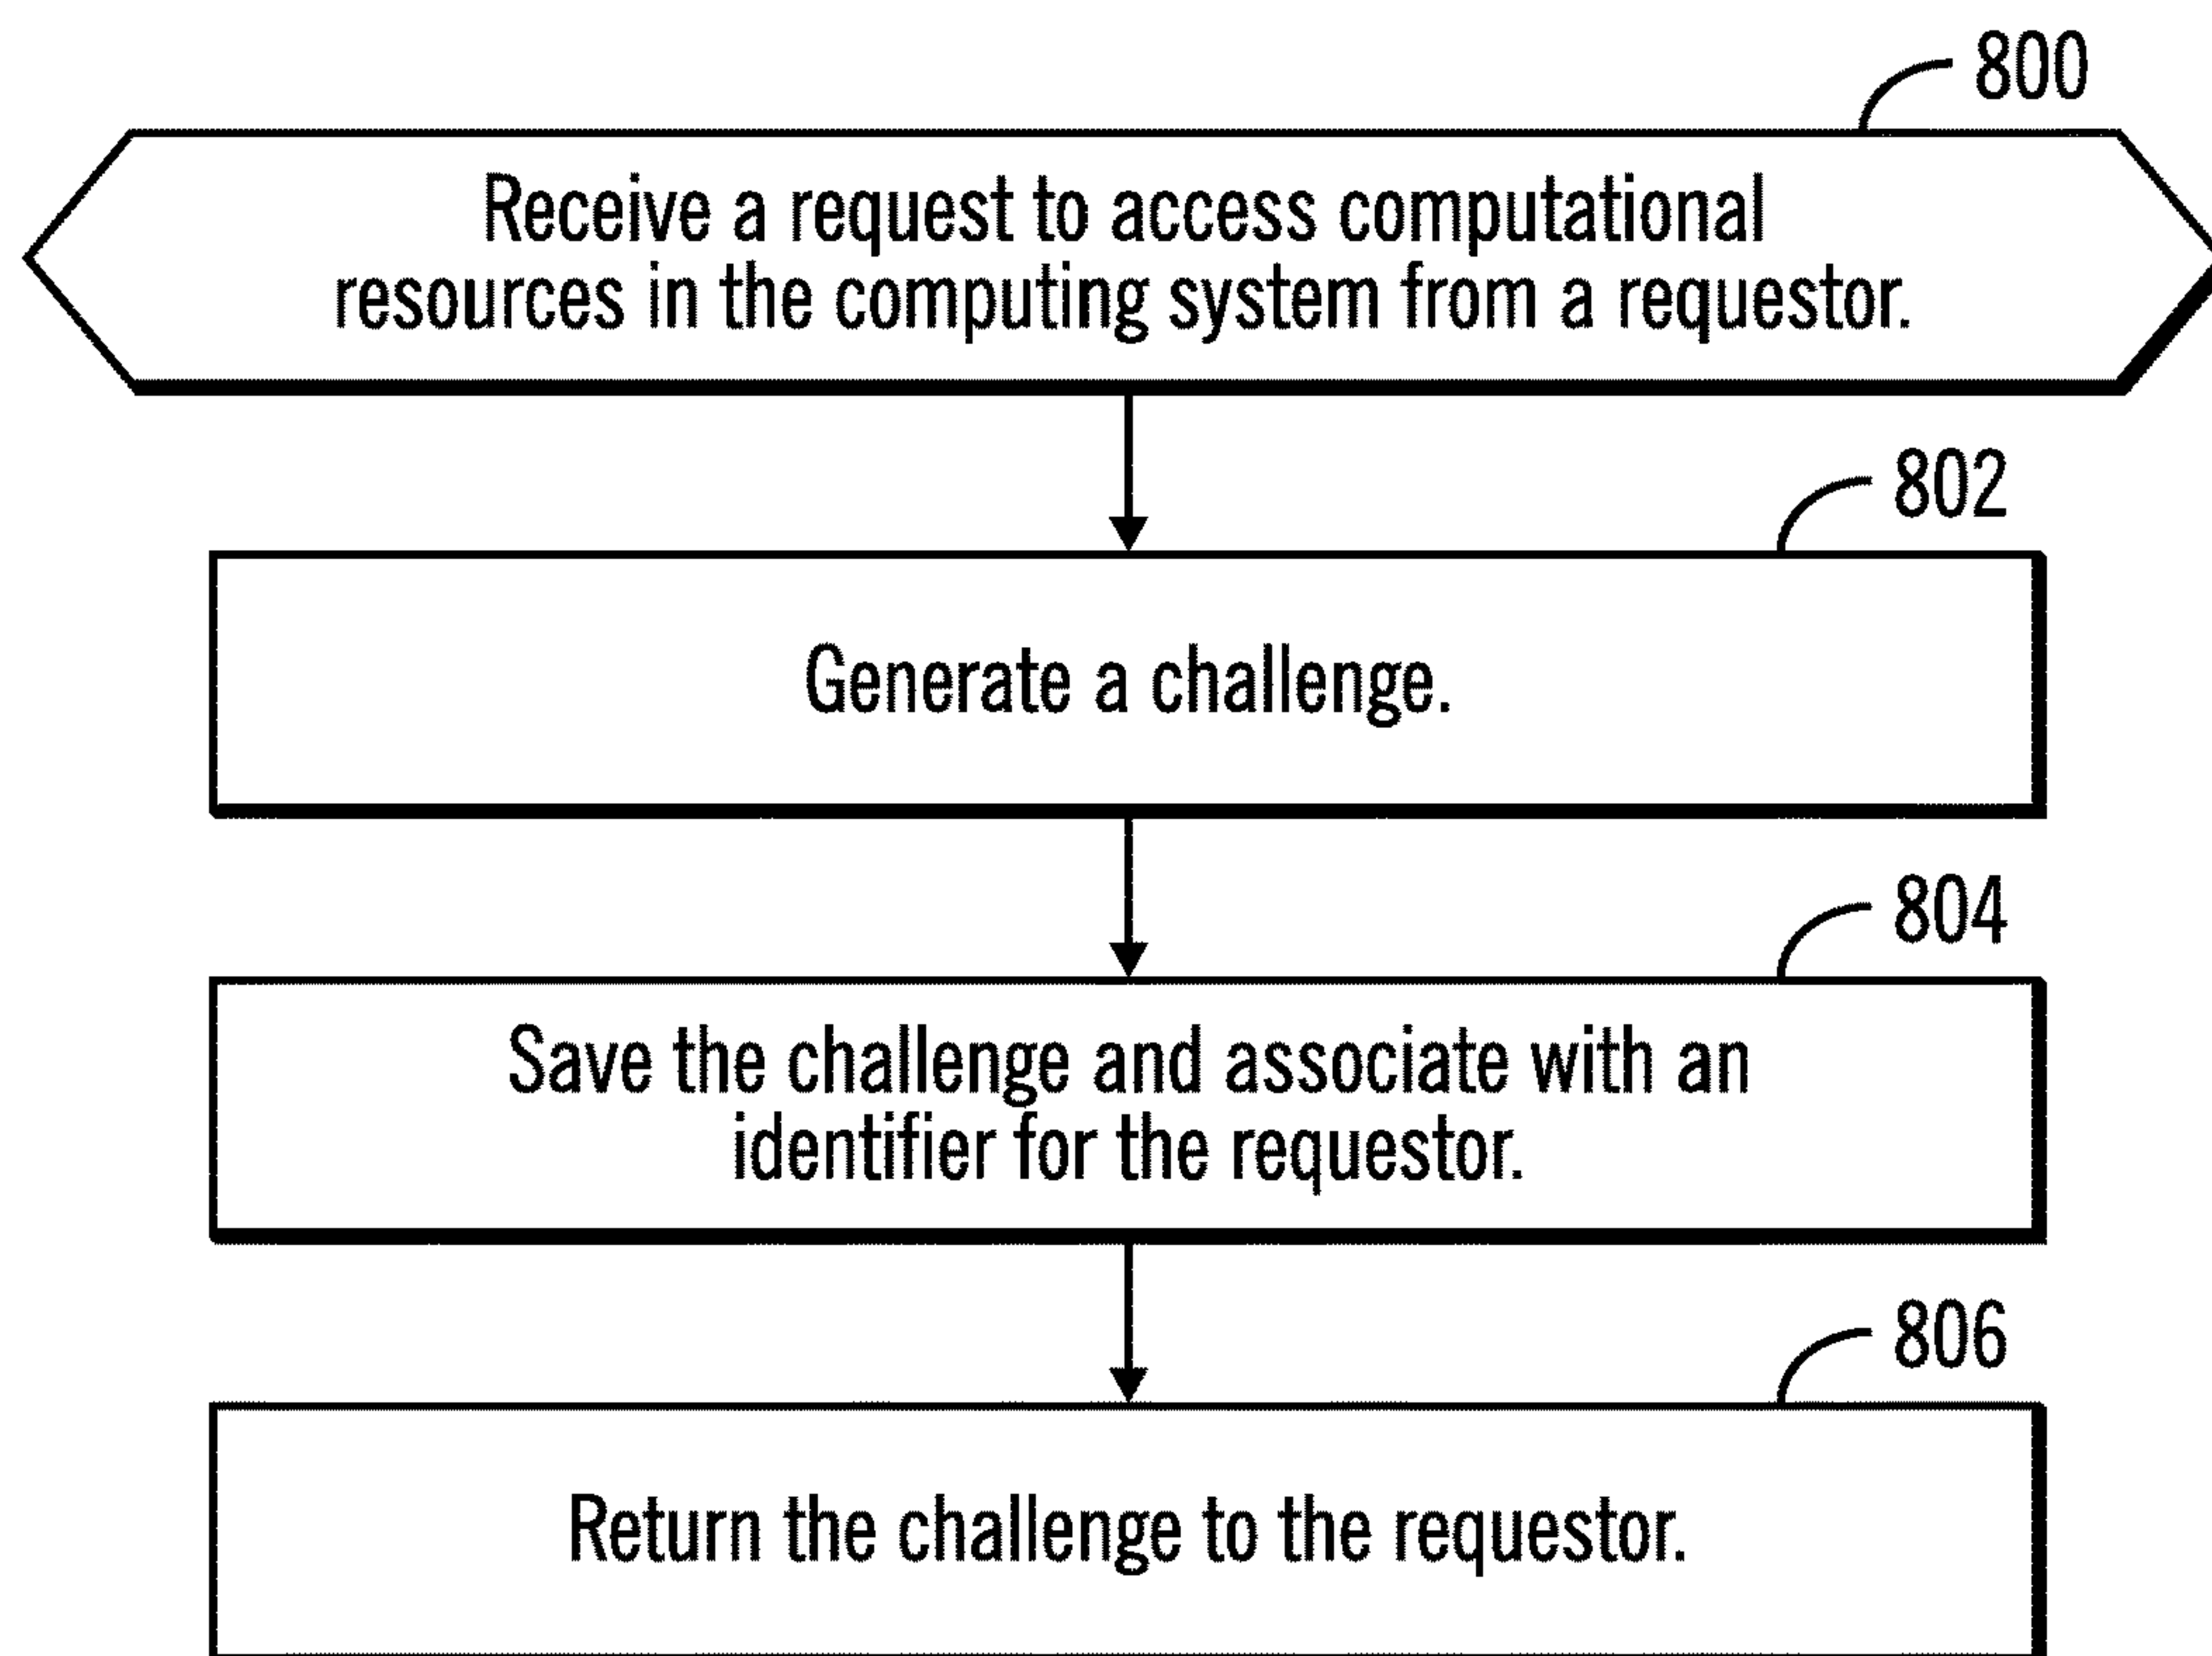 800
Receive a request to access computational
resources in the computing system from a requestor.
802
Generate a challenge.
804
Save the challenge and associate with an
identifier for the requestor.
806
Return the challenge to the requestor.